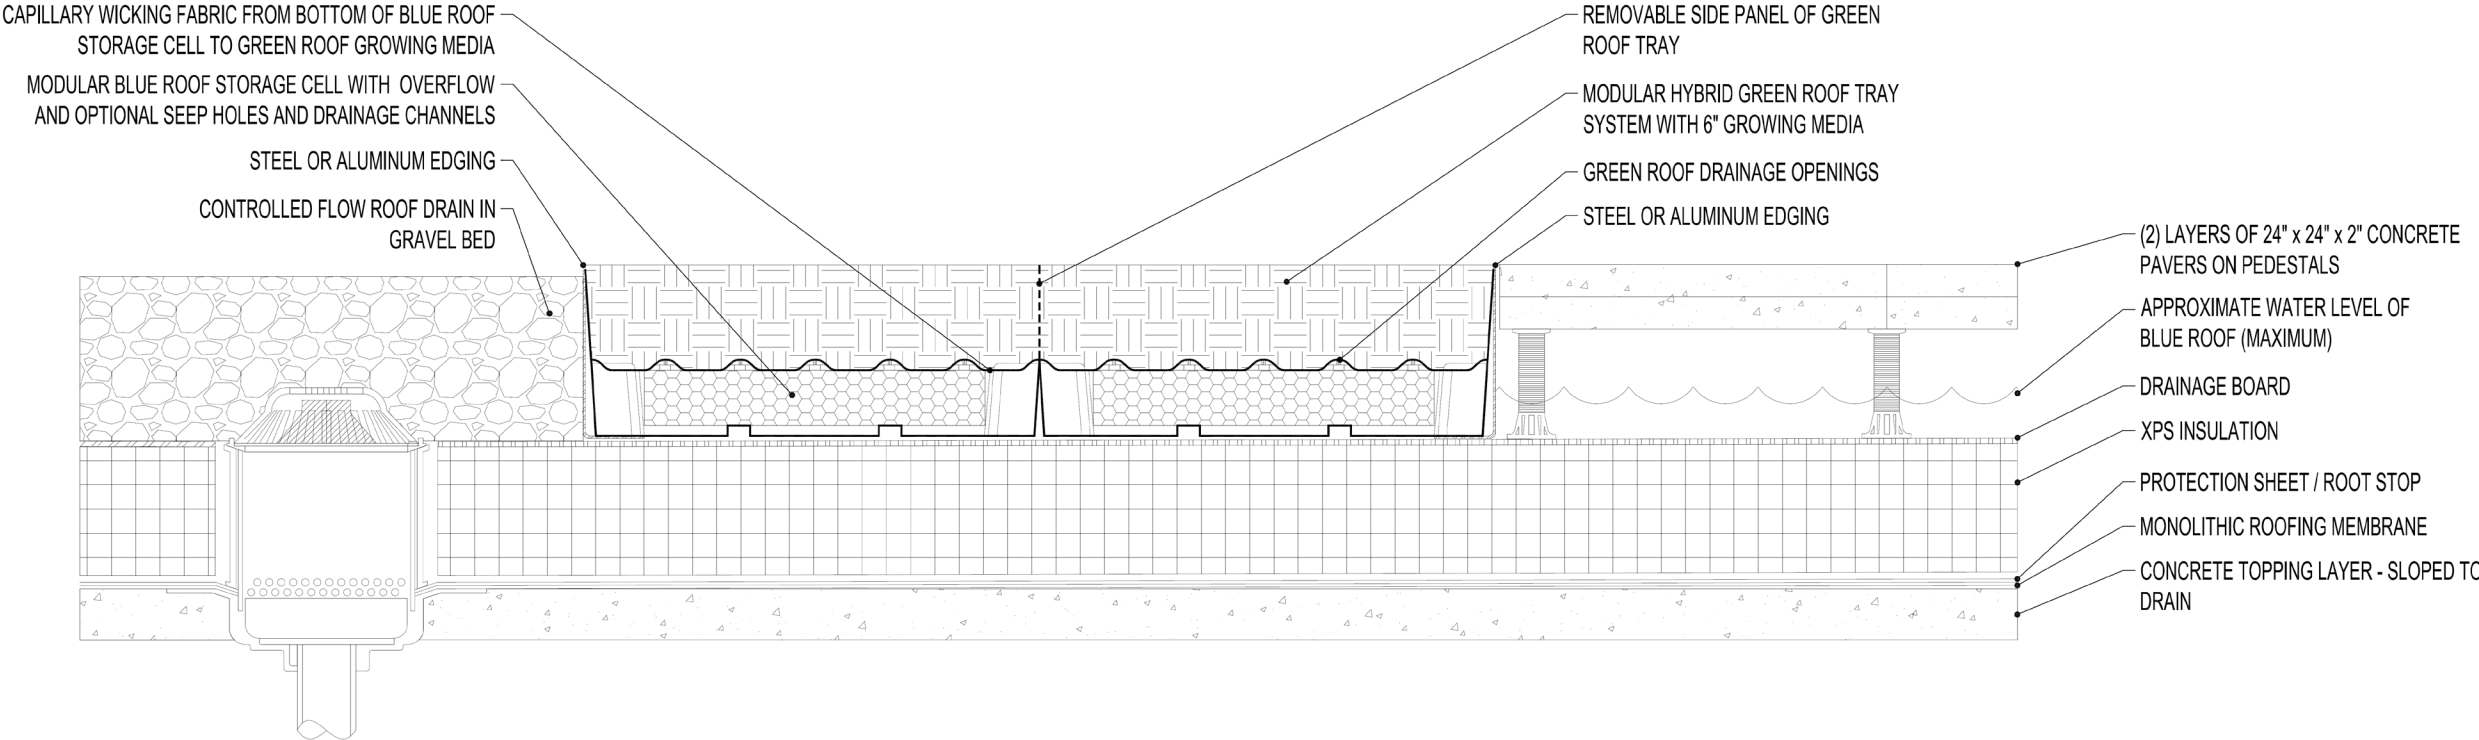 CAPILLARY WICKING FABRIC FROM BOTTOM OF BLUE ROOF
STORAGE CELL TO GREEN ROOF GROWING MEDIA
MODULAR BLUE ROOF STORAGE CELL WITH OVERFLOW
AND OPTIONAL SEEP HOLES AND DRAINAGE CHANNELS
STEEL OR ALUMINUM EDGING
CONTROLLED FLOW ROOF DRAIN IN
GRAVEL BED
REMOVABLE SIDE PANEL OF GREEN
ROOF TRAY
MODULAR HYBRID GREEN ROOF TRAY
SYSTEM WITH 6" GROWING MEDIA
GREEN ROOF DRAINAGE OPENINGS
STEEL OR ALUMINUM EDGING
(2) LAYERS OF 24" x 24" x 2" CONCRETE
PAVERS ON PEDESTALS
APPROXIMATE WATER LEVEL OF
BLUE ROOF (MAXIMUM)
DRAINAGE BOARD
XPS INSULATION
PROTECTION SHEET / ROOT STOP
MONOLITHIC ROOFING MEMBRANE
CONCRETE TOPPING LAYER - SLOPED TO
DRAIN